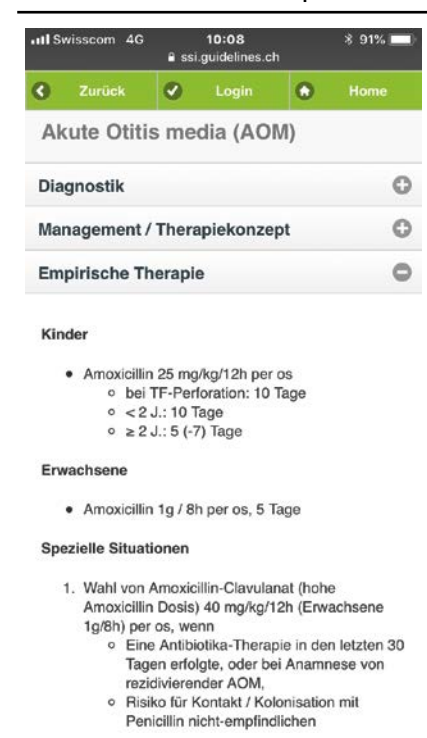 Swisscom 4G 10:08 91%
ssi.guidelines.ch
Zurück Login Home
Akute Otitis media (AOM)
Diagnostik
Management / Therapiekonzept
Empirische Therapie
Kinder
• Amoxicillin 25 mg/kg/12h per os
○ bei TF-Perforation: 10 Tage
○ < 2 J.: 10 Tage
○ ≥ 2 J.: 5 (-7) Tage
Erwachsene
• Amoxicillin 1g / 8h per os, 5 Tage
Spezielle Situationen
1. Wahl von Amoxicillin-Clavulanat (hohe
Amoxicillin Dosis) 40 mg/kg/12h (Erwachsene
1g/8h) per os, wenn
○ Eine Antibiotika-Therapie in den letzten 30
Tagen erfolgte, oder bei Anamnese von
rezidivierender AOM,
○ Risiko für Kontakt / Kolonisation mit
Penicillin nicht-empfindlichen